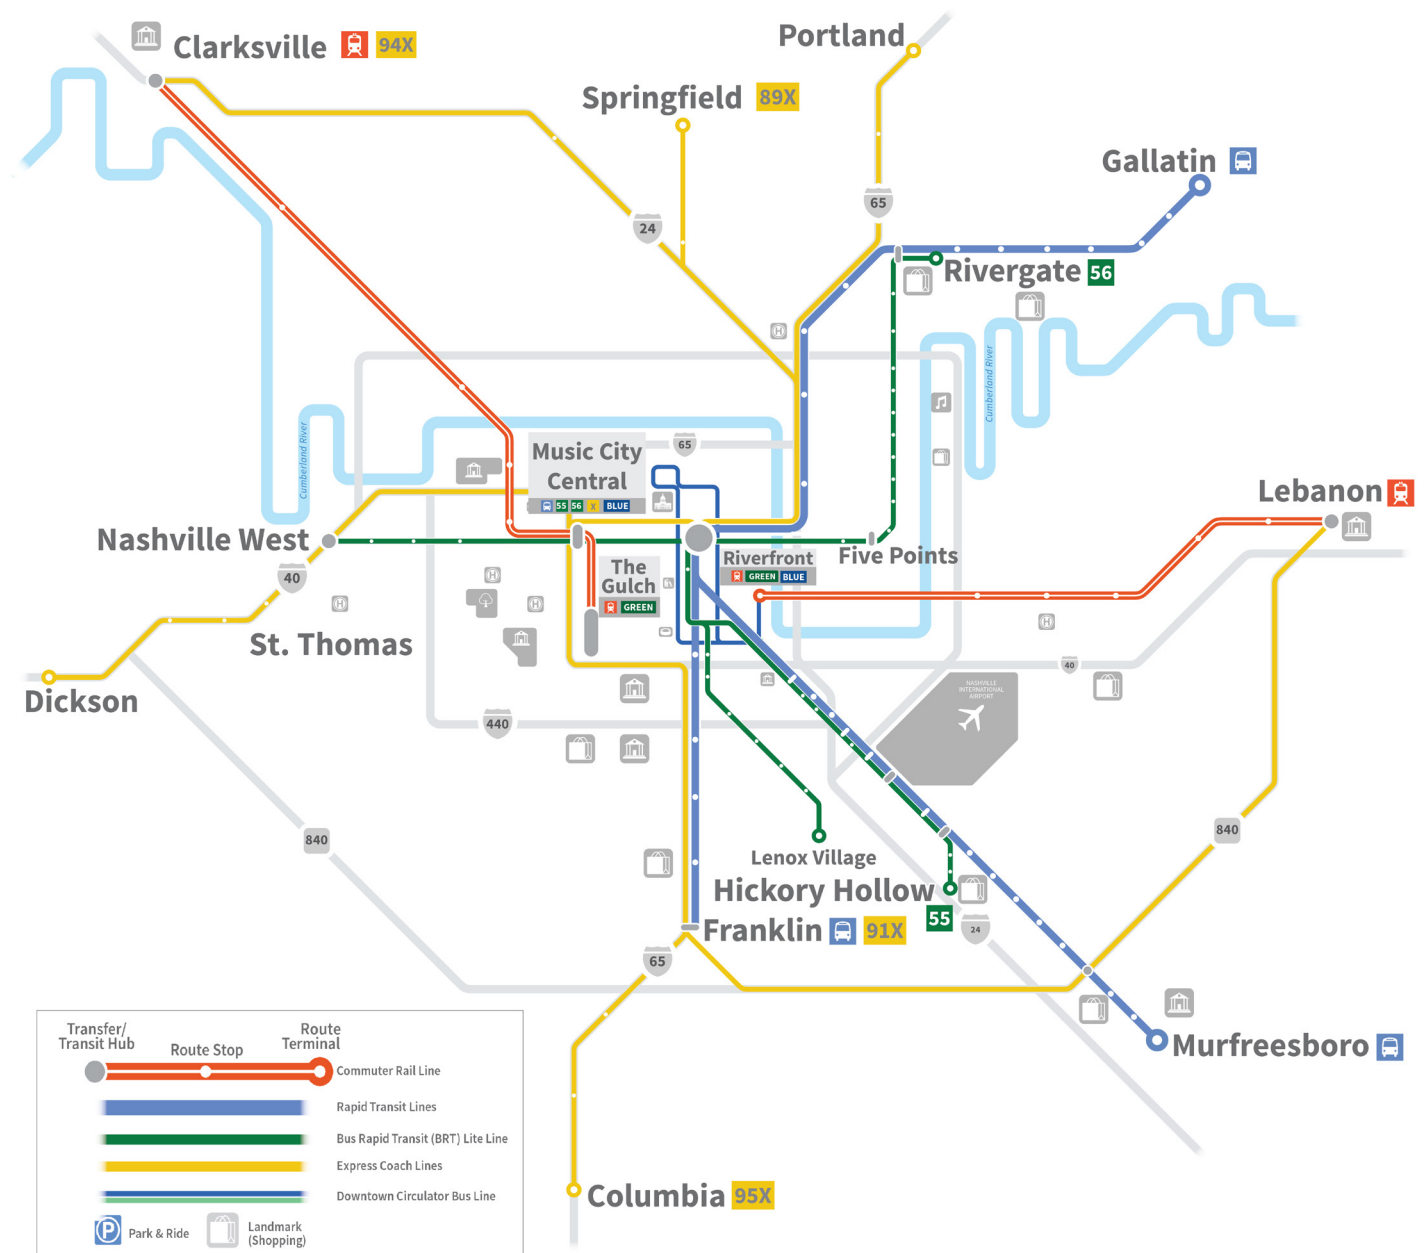 Clarksville 94X
Portland
Springfield 89X
Gallatin
65
24
Rivergate 56
Cumberland River
Cumberland River
Music City
Central
55 56 X BLUE
65
H
Lebanon
Nashville West
Riverfront
GREEN BLUE
Five Points
The
Gulch
GREEN
40
H
H
H
H
St. Thomas
40
Dickson
NASHVILLE
INTERNATIONAL
AIRPORT
440
840
840
Lenox Village
Hickory Hollow
55
24
Franklin 91X
65
Murfreesboro
Columbia 95X
Transfer/
Transit Hub
Route Stop
Route
Terminal
Commuter Rail Line
Rapid Transit Lines
Bus Rapid Transit (BRT) Lite Line
Express Coach Lines
Downtown Circulator Bus Line
P
Park & Ride
Landmark
(Shopping)